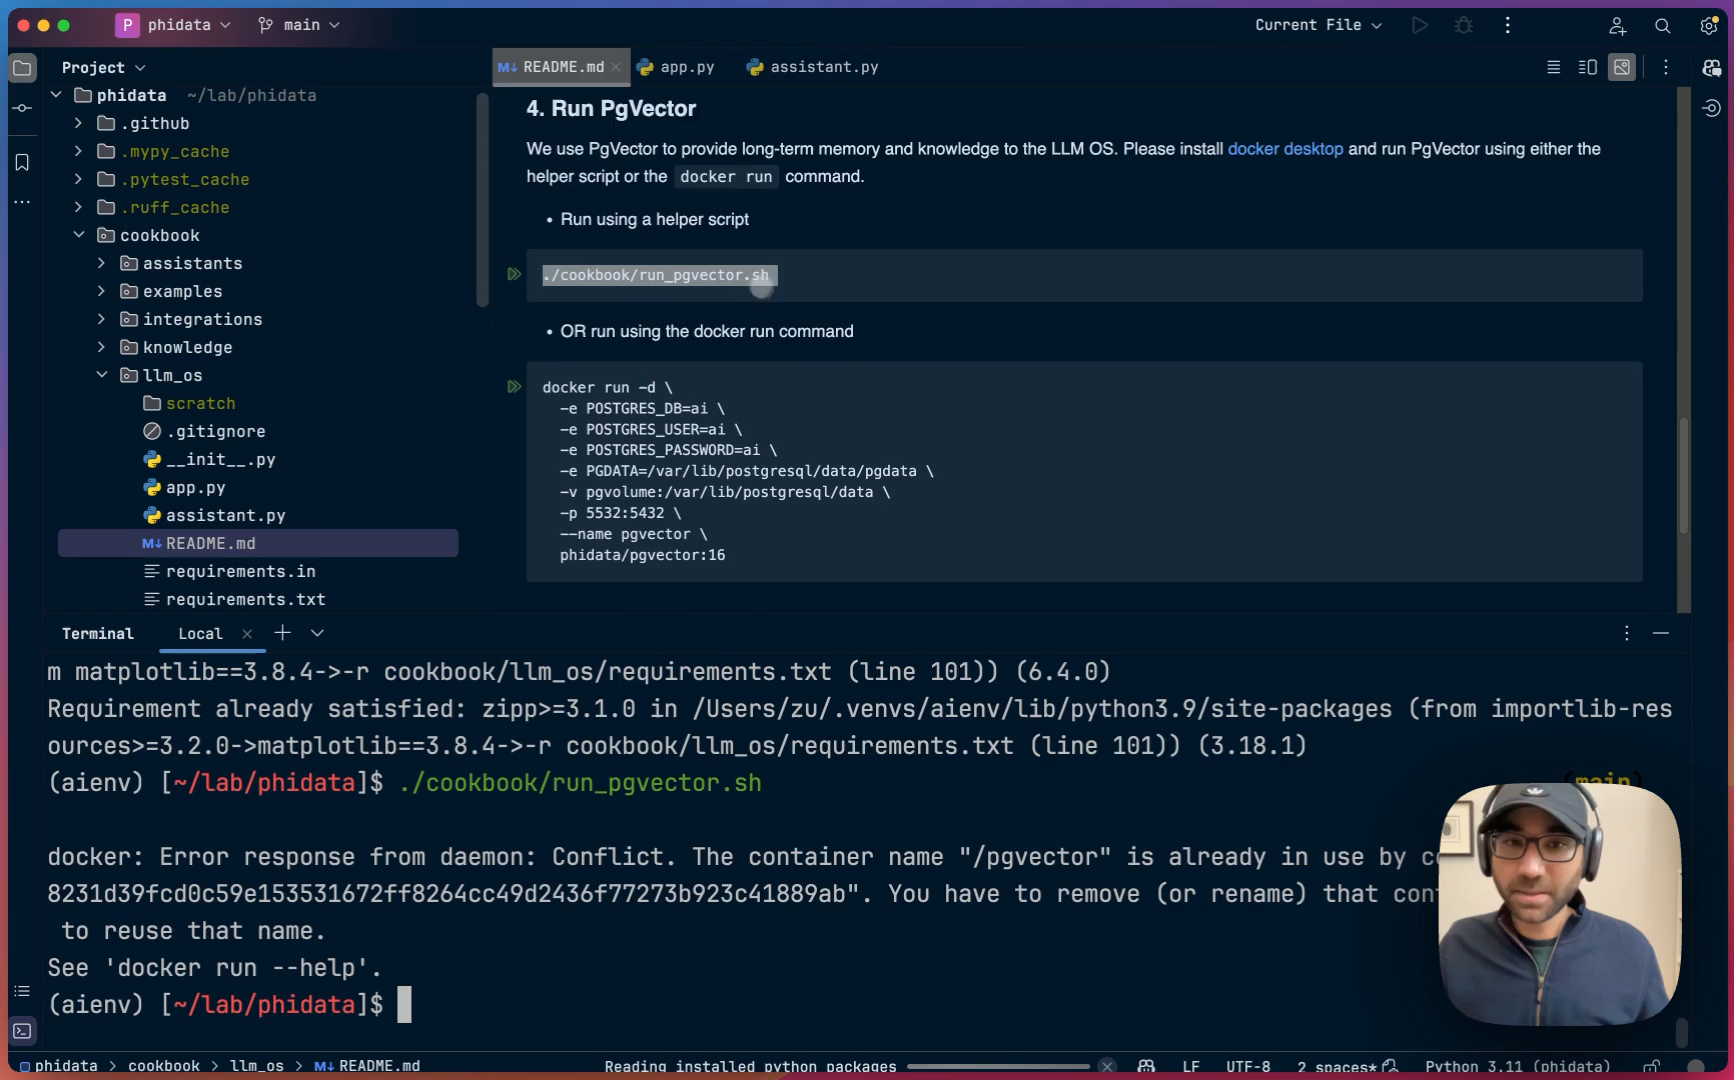 P phidata main Current File
Project
README.md app.py assistant.py
phidata ~/lab/phidata
.github
.mypy_cache
.pytest_cache
.ruff_cache
cookbook
assistants
examples
integrations
knowledge
llm_os
scratch
.gitignore
__init__.py
app.py
assistant.py
README.md
requirements.in
requirements.txt
4. Run PgVector
We use PgVector to provide long-term memory and knowledge to the LLM OS. Please install docker desktop and run PgVector using either the
helper script or the docker run command.
• Run using a helper script
./cookbook/run_pgvector.sh
• OR run using the docker run command
docker run -d \
-e POSTGRES_DB=ai \
-e POSTGRES_USER=ai \
-e POSTGRES_PASSWORD=ai \
-e PGDATA=/var/lib/postgresql/data/pgdata \
-v pgvolume:/var/lib/postgresql/data \
-p 5532:5432 \
--name pgvector \
phidata/pgvector:16
Terminal Local
m matplotlib==3.8.4->-r cookbook/llm_os/requirements.txt (line 101)) (6.4.0)
Requirement already satisfied: zipp>=3.1.0 in /Users/zu/.venvs/aienv/lib/python3.9/site-packages (from importlib-res
ources>=3.2.0->matplotlib==3.8.4->-r cookbook/llm_os/requirements.txt (line 101)) (3.18.1)
(aienv) [~/lab/phidata]$ ./cookbook/run_pgvector.sh (main)
docker: Error response from daemon: Conflict. The container name "/pgvector" is already in use by
8231d39fcd0c59e153531672ff8264cc49d2436f77273b923c41889ab". You have to remove (or rename) that
to reuse that name.
See 'docker run --help'.
(aienv) [~/lab/phidata]$
phidata > cookbook > llm_os > M↓ README.md Reading installed python packages LF UTF-8 2 spaces* Python 3.11 (phidata)